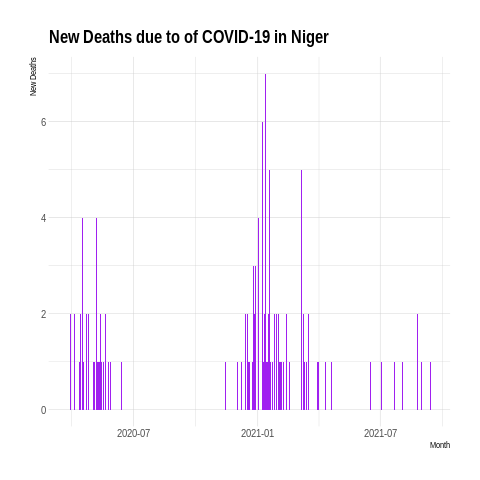 New Deaths due to of COVID-19 in Niger
New Deaths
6
4
2
0
2020-07 2021-01 2021-07
Month